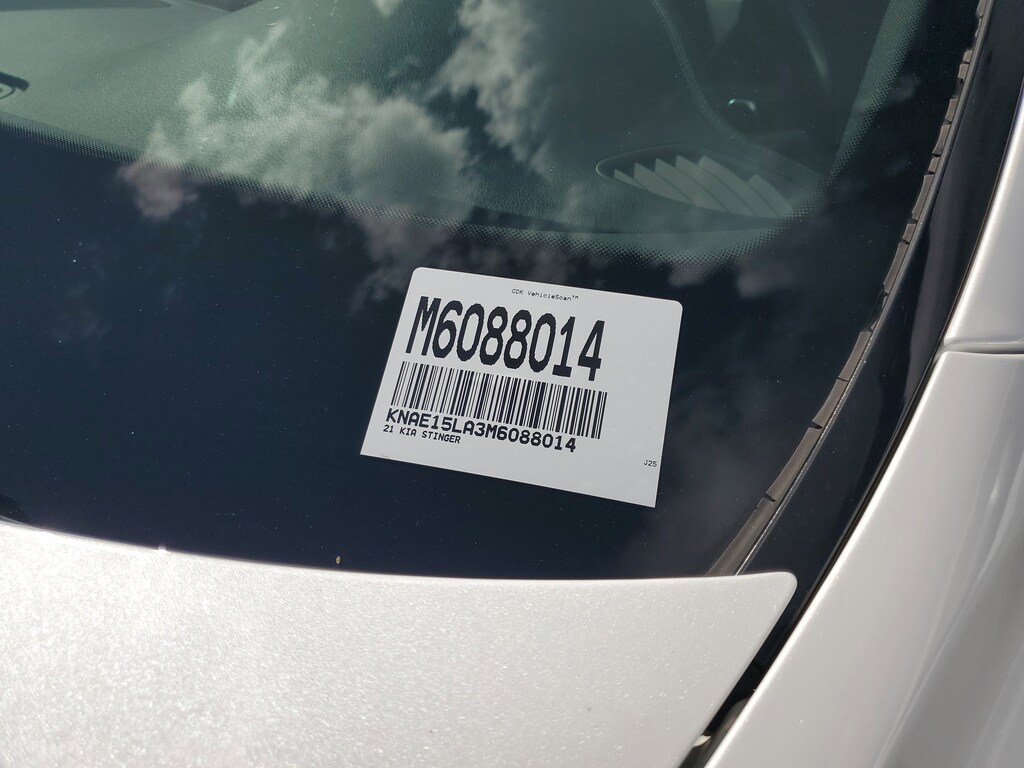 CDK VehicleScan™
M6088014
KNAE15LA3M6088014
21 KIA STINGER
J25